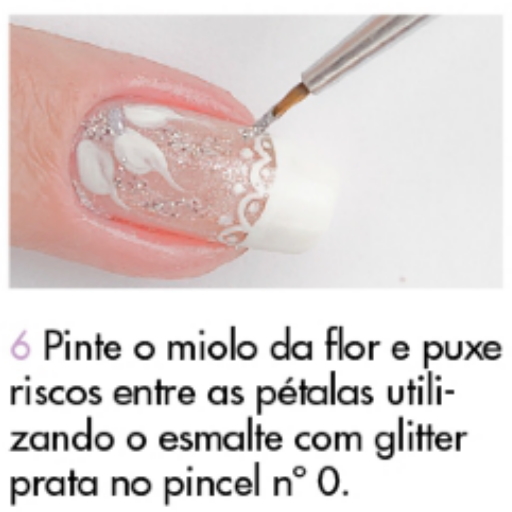 6 Pinte o miolo da flor e puxe
riscos entre as pétalas utili-
zando o esmalte com glitter
prata no pincel nº 0.